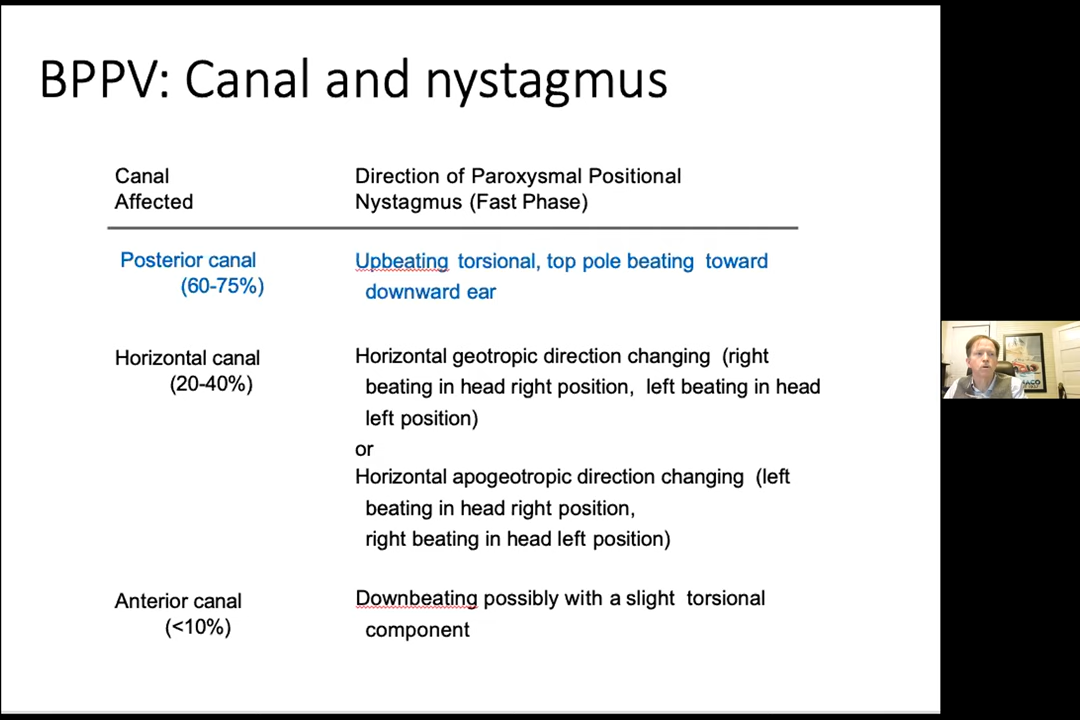 BPPV: Canal and nystagmus
Canal
Affected
Direction of Paroxysmal Positional
Nystagmus (Fast Phase)
Posterior canal
(60-75%)
Upbeating torsional, top pole beating toward
downward ear
Horizontal canal
(20-40%)
Horizontal geotropic direction changing (right
beating in head right position, left beating in head
left position)
or
Horizontal apogeotropic direction changing (left
beating in head right position,
right beating in head left position)
Anterior canal
(<10%)
Downbeating possibly with a slight torsional
component